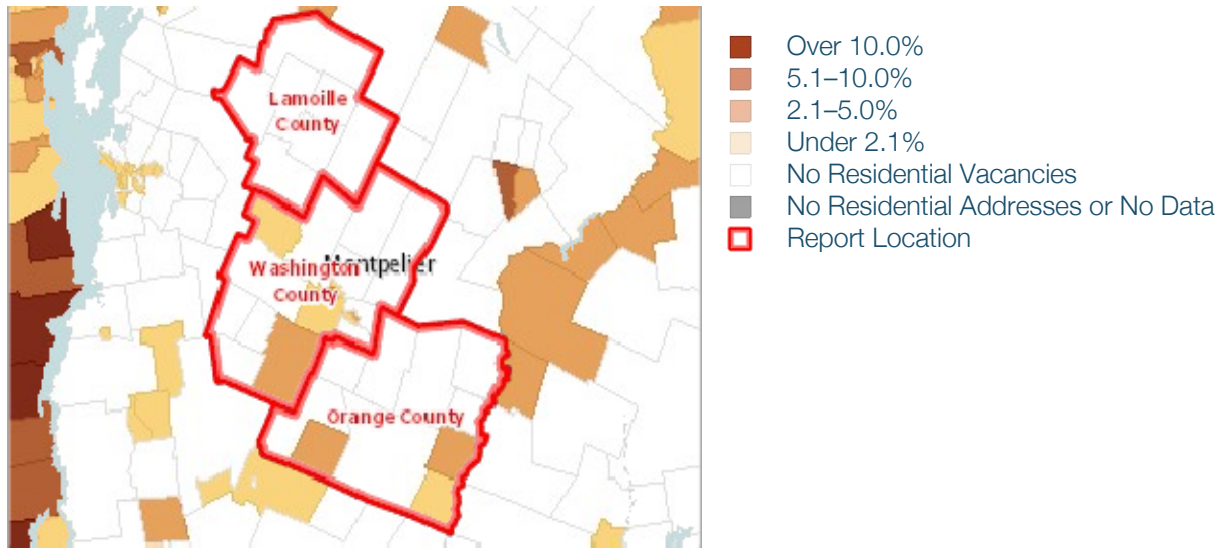 Lamoille
County
Montpelier
Washington
County
Orange County
Over 10.0%
5.1–10.0%
2.1–5.0%
Under 2.1%
No Residential Vacancies
No Residential Addresses or No Data
Report Location